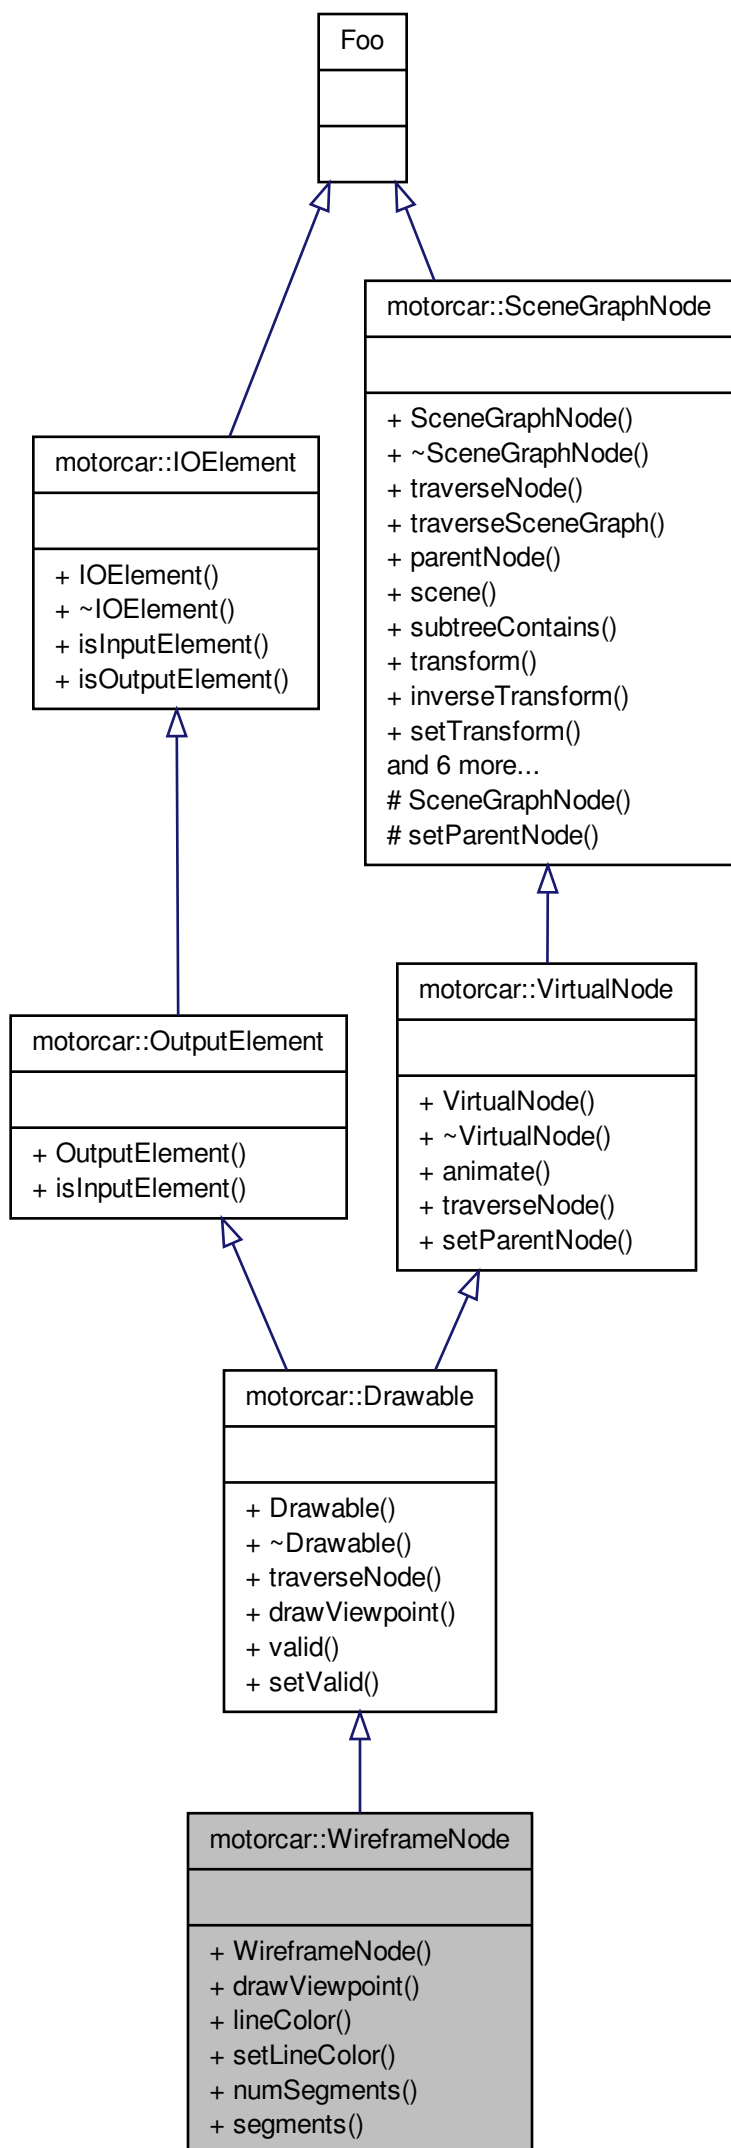 Foo
motorcar::SceneGraphNode
+ SceneGraphNode()
+ ~SceneGraphNode()
+ traverseNode()
+ traverseSceneGraph()
+ parentNode()
+ scene()
+ subtreeContains()
+ transform()
+ inverseTransform()
+ setTransform()
and 6 more...
# SceneGraphNode()
# setParentNode()
motorcar::IOElement
+ IOElement()
+ ~IOElement()
+ isInputElement()
+ isOutputElement()
motorcar::VirtualNode
+ VirtualNode()
+ ~VirtualNode()
+ animate()
+ traverseNode()
+ setParentNode()
motorcar::OutputElement
+ OutputElement()
+ isInputElement()
motorcar::Drawable
+ Drawable()
+ ~Drawable()
+ traverseNode()
+ drawViewpoint()
+ valid()
+ setValid()
motorcar::WireframeNode
+ WireframeNode()
+ drawViewpoint()
+ lineColor()
+ setLineColor()
+ numSegments()
+ segments()